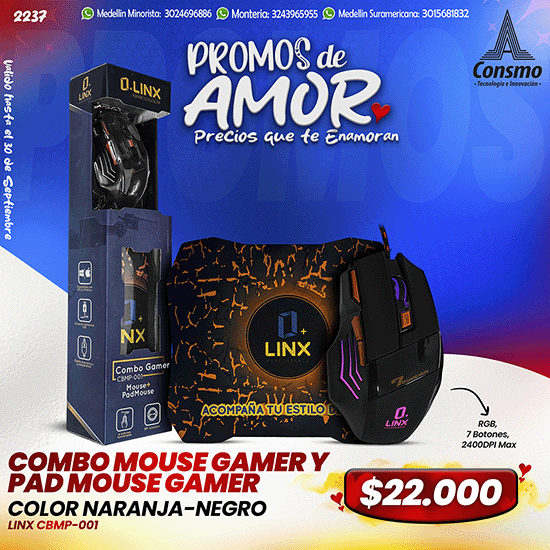 2237
Medellin Minorista: 3024696886
Monteria: 3243965955
Medellin Suramericana: 3015681832
valido hasta el 30 de Septiembre
PROMOS de
AMOR
Precios que te Enamoran
Consmo
• Tecnología e Innovación •
PROMOS
LINX
Q.LINX
LINX
Combo Gamer
CBMP-001
Mouse+
PadMouse
LINX
ACOMPAÑA TU ESTILO D
LINX
RGB,
7 Botones,
2400DPI Max
COMBO MOUSE GAMER Y
PAD MOUSE GAMER
COLOR NARANJA-NEGRO
LINX CBMP-001
$22.000